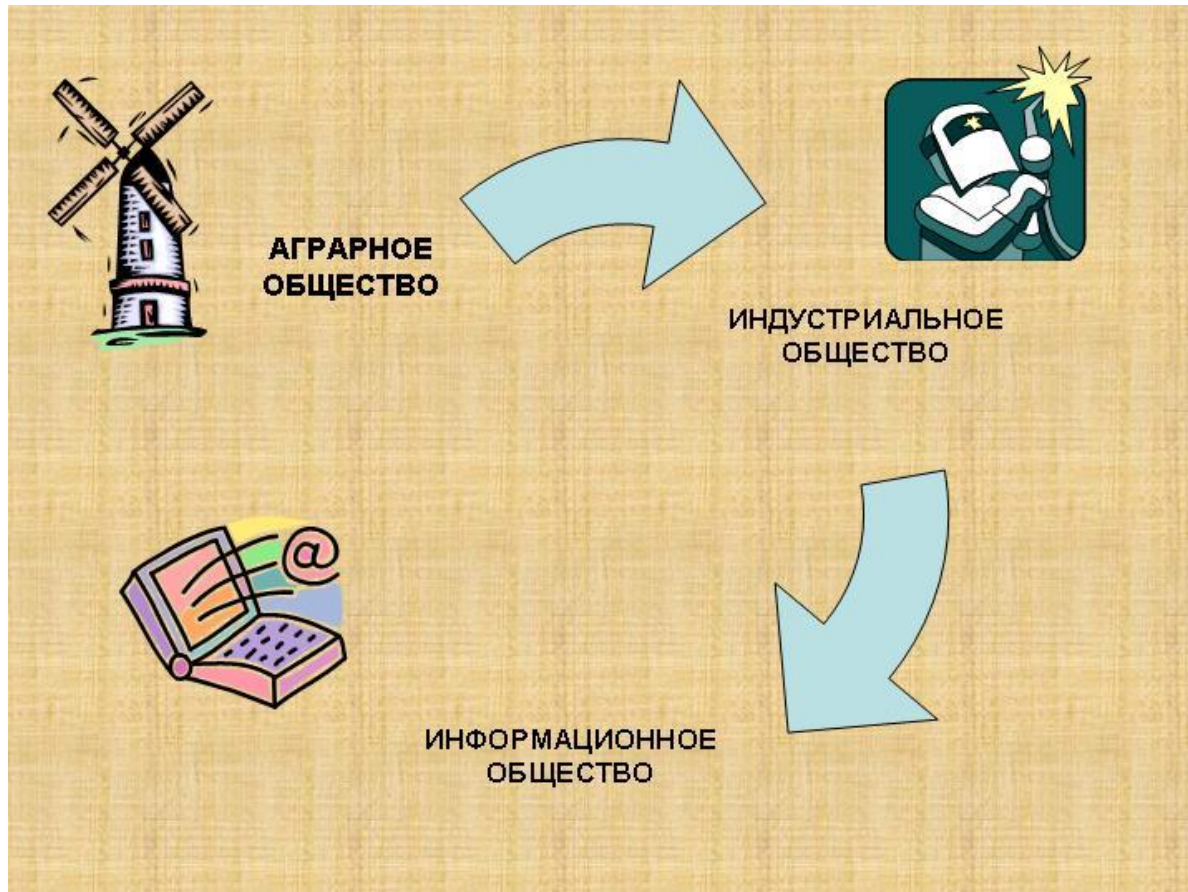 АГРАРНОЕ
ОБЩЕСТВО
ИНДУСТРИАЛЬНОЕ
ОБЩЕСТВО
@
ИНФОРМАЦИОННОЕ
ОБЩЕСТВО